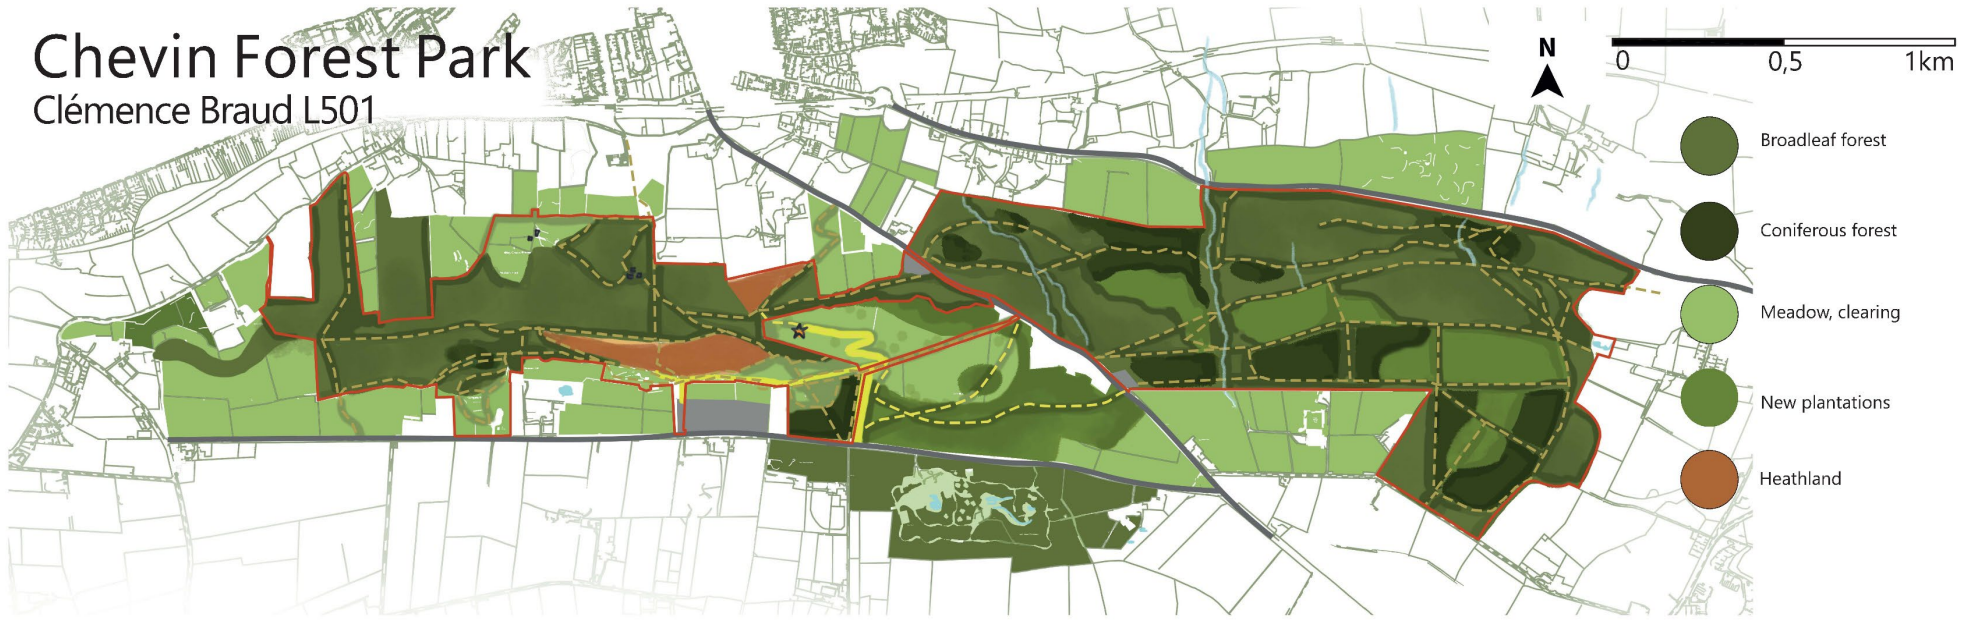 Chevin Forest Park
Clémence Braud L501
N
0 0,5 1km
Broadleaf forest
Coniferous forest
Meadow, clearing
New plantations
Heathland